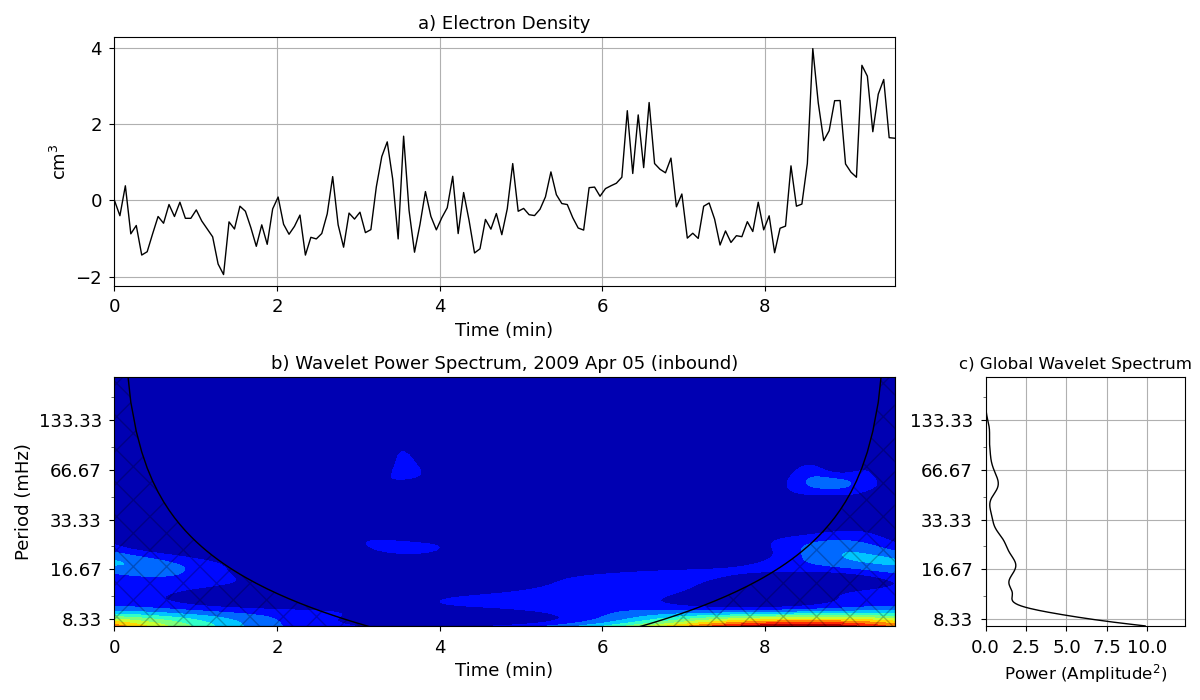 a) Electron Density
4
2
0
−2
cm³
0 2 4 6 8
Time (min)
b) Wavelet Power Spectrum, 2009 Apr 05 (inbound)
133.33
66.67
33.33
16.67
8.33
Period (mHz)
0 2 4 6 8
Time (min)
c) Global Wavelet Spectrum
133.33
66.67
33.33
16.67
8.33
0.0 2.5 5.0 7.5 10.0
Power (Amplitude²)